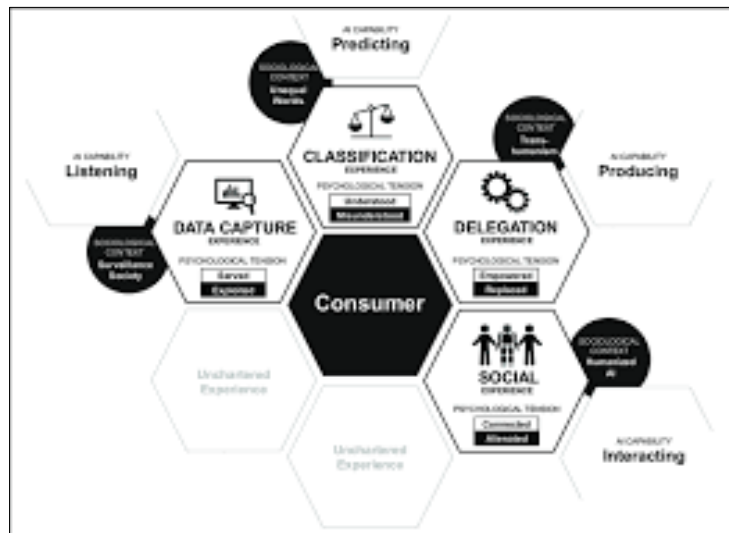 AI CAPABILITY
Predicting
SOCIOLOGICAL
CONTEXT
Unequal
Worlds
CLASSIFICATION
EXPERIENCE
PSYCHOLOGICAL TENSION
Understood
Misunderstood
AI CAPABILITY
Listening
SOCIOLOGICAL
CONTEXT
Surveillance
Society
DATA CAPTURE
EXPERIENCE
PSYCHOLOGICAL TENSION
Served
Exploited
SOCIOLOGICAL
CONTEXT
Trans-
humanism
AI CAPABILITY
Producing
DELEGATION
EXPERIENCE
PSYCHOLOGICAL TENSION
Empowered
Replaced
Consumer
SOCIOLOGICAL
CONTEXT
Humanized
AI
SOCIAL
EXPERIENCE
PSYCHOLOGICAL TENSION
Connected
Alienated
AI CAPABILITY
Interacting
Unchartered
Experience
Unchartered
Experience